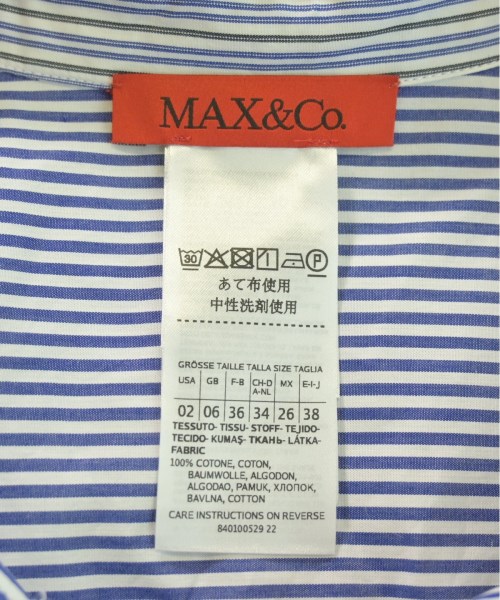 MAX&Co.
30 P
あて布使用
中性洗剤使用
GRÖSSE TAILLE TALLA SIZE TAGLIA
USA GB F-B CH-D A-NL MX E-I-J
02 06 36 34 26 38
TESSUTO- TISSU- STOFF- TEJIDO-
TECIDO- KUMAŞ- ТКАНЬ- LÁTKA-
FABRIC
100% COTONE, COTON,
BAUMWOLLE, ALGODON,
ALGODAO, PAMUK, ХЛОПОК,
BAVLNA, COTTON
CARE INSTRUCTIONS ON REVERSE
840100529 22